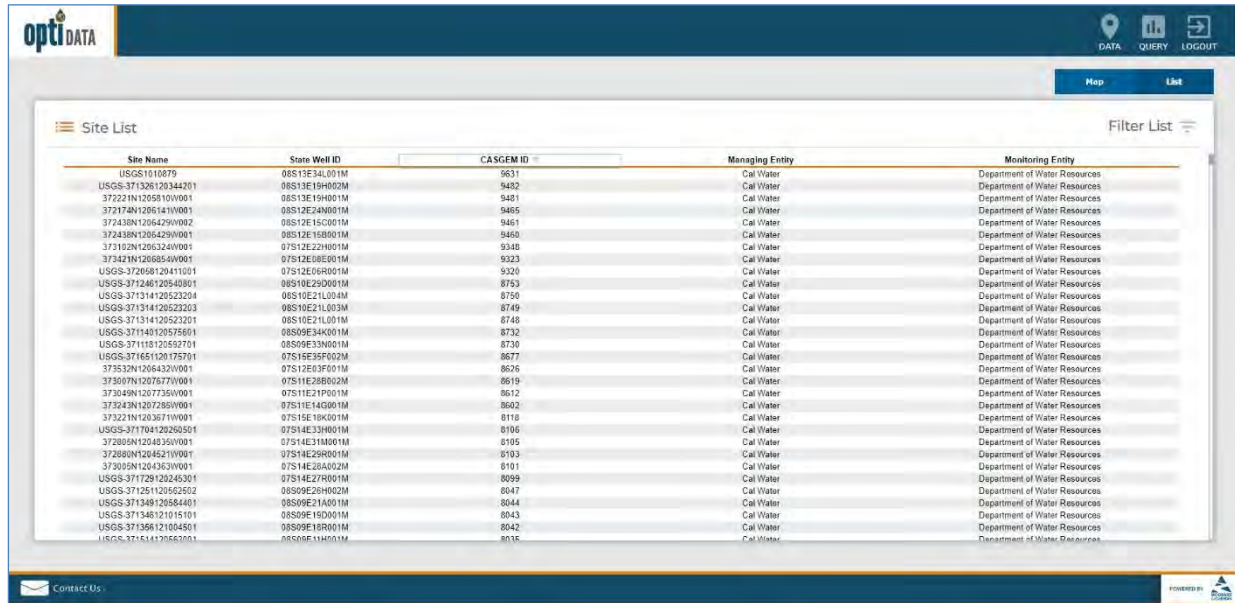 opti DATA
DATA QUERY LOGOUT
Map List
Site List
Filter List
Site Name State Well ID CASGEM ID Managing Entity Monitoring Entity
USGS1010879 08S13E34L001M 9631 Cal Water Department of Water Resources
USGS-371326120344201 08S13E19H002M 9482 Cal Water Department of Water Resources
372221N1205810W001 08S13E19H001M 9481 Cal Water Department of Water Resources
372174N1206141W001 08S12E24N001M 9465 Cal Water Department of Water Resources
372438N1206429W002 08S12E15C001M 9461 Cal Water Department of Water Resources
372438N1206429W001 08S12E15B001M 9460 Cal Water Department of Water Resources
373102N1206324W001 07S12E22H001M 9348 Cal Water Department of Water Resources
373421N1206854W001 07S12E08E001M 9323 Cal Water Department of Water Resources
USGS-372058120411001 07S12E06R001M 9320 Cal Water Department of Water Resources
USGS-371246120540801 08S10E29D001M 8753 Cal Water Department of Water Resources
USGS-371314120523204 08S10E21L004M 8750 Cal Water Department of Water Resources
USGS-371314120523203 08S10E21L003M 8749 Cal Water Department of Water Resources
USGS-371314120523201 08S10E21L001M 8748 Cal Water Department of Water Resources
USGS-371140120575601 08S09E34K001M 8732 Cal Water Department of Water Resources
USGS-371118120592701 08S09E33N001M 8730 Cal Water Department of Water Resources
USGS-371651120175701 07S15E35F002M 8677 Cal Water Department of Water Resources
373532N1206432W001 07S12E03F001M 8626 Cal Water Department of Water Resources
373007N1207677W001 07S11E28B002M 8619 Cal Water Department of Water Resources
373049N1207735W001 07S11E21P001M 8612 Cal Water Department of Water Resources
373243N1207285W001 07S11E14G001M 8602 Cal Water Department of Water Resources
373221N1203671W001 07S15E18K001M 8118 Cal Water Department of Water Resources
USGS-371704120260501 07S14E33H001M 8106 Cal Water Department of Water Resources
372805N1204835W001 07S14E31M001M 8105 Cal Water Department of Water Resources
372880N1204521W001 07S14E29R001M 8103 Cal Water Department of Water Resources
373005N1204363W001 07S14E28A002M 8101 Cal Water Department of Water Resources
USGS-371729120245301 07S14E27R001M 8099 Cal Water Department of Water Resources
USGS-371251120562502 08S09E26H002M 8047 Cal Water Department of Water Resources
USGS-371349120584401 08S09E21A001M 8044 Cal Water Department of Water Resources
USGS-371346121015101 08S09E19D001M 8043 Cal Water Department of Water Resources
USGS-371356121004501 08S09E18R001M 8042 Cal Water Department of Water Resources
USGS-371514120562001 08S09E11H001M 8035 Cal Water Department of Water Resources
Contact Us
POWERED BY